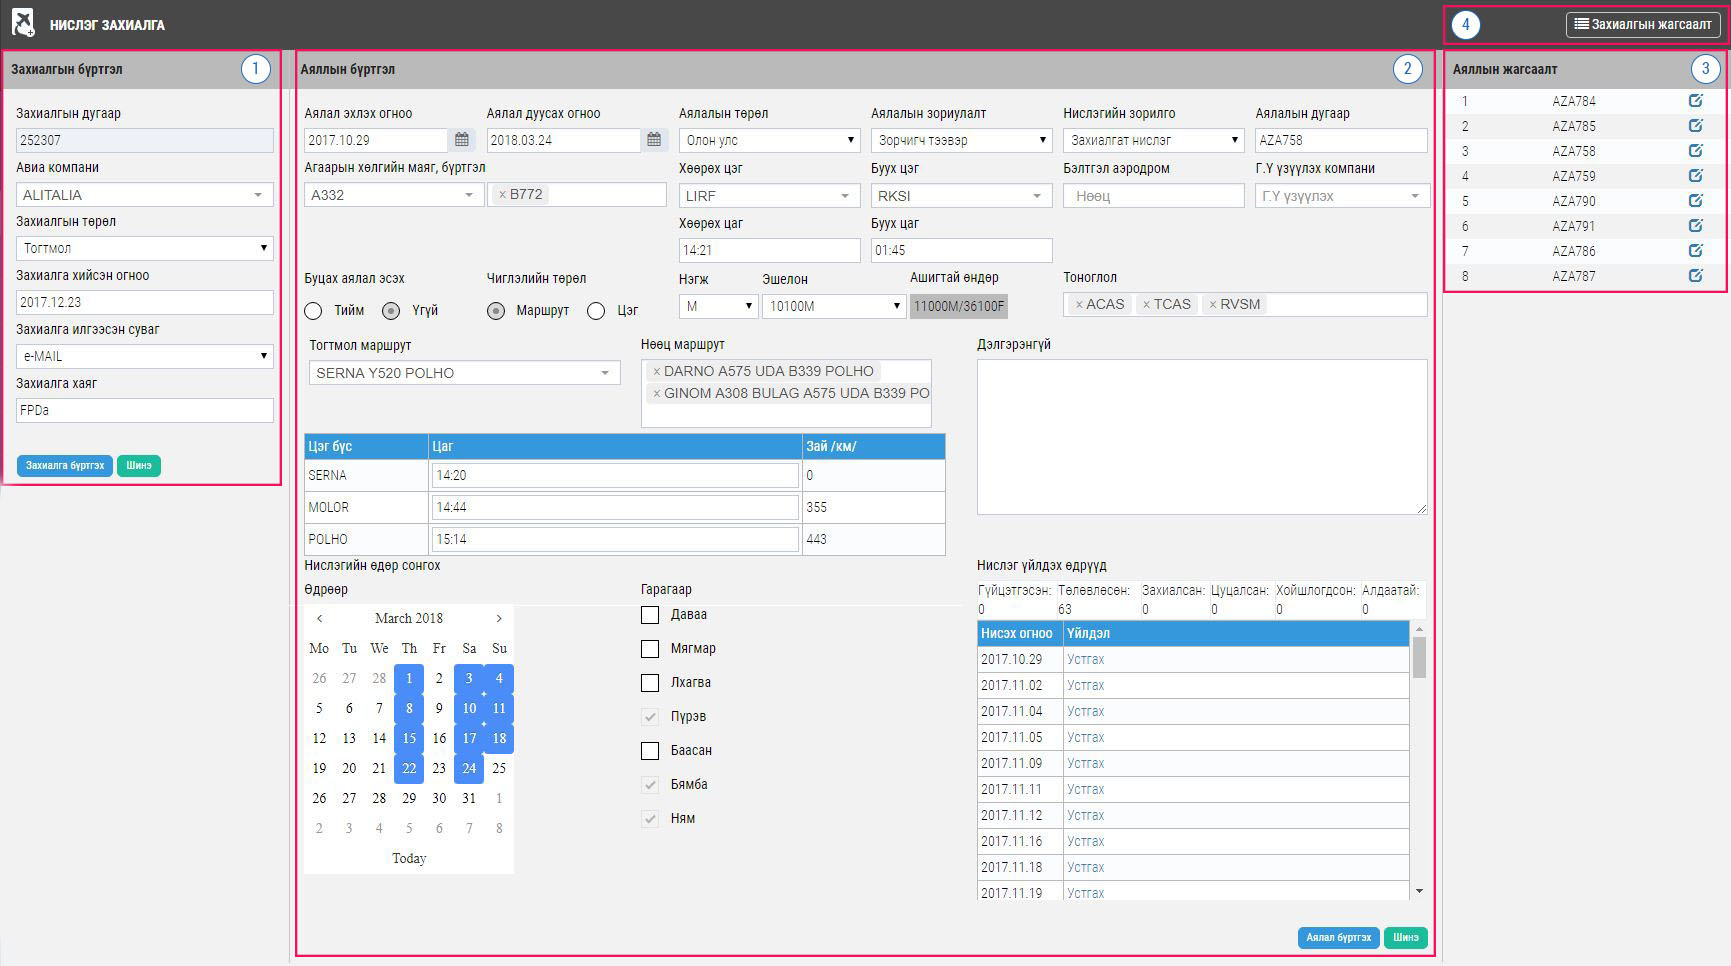 НИСЛЭГ ЗАХИАЛГА
4
Захиалгын жагсаалт
Захиалгын бүртгэл
1
Захиалгын дугаар
252307
Авиа компани
ALITALIA
Захиалгын төрөл
Тогтмол
Захиалга хийсэн огноо
2017.12.23
Захиалга илгээсэн суваг
e-MAIL
Захиалга хаяг
FPDa
Захиалга бүртгэх
Шинэ
Аяллын бүртгэл
2
Аялал эхлэх огноо
Аялал дуусах огноо
Аялалын төрөл
Аялалын зориулалт
Нислэгийн зорилго
Аялалын дугаар
2017.10.29
2018.03.24
Олон улс
Зорчигч тээвэр
Захиалгат нислэг
AZA758
Агаарын хөлгийн маяг, бүртгэл
Хөөрөх цэг
Буух цэг
Бэлтгэл аэродром
Г.Ү үзүүлэх компани
A332
× B772
LIRF
RKSI
Нөөц
Г.Ү үзүүлэх
Хөөрөх цаг
Буух цаг
14:21
01:45
Буцах аялал эсэх
Чиглэлийн төрөл
Нэгж
Эшелон
Ашигтай өндөр
Тоноглол
Тийм
Үгүй
Маршрут
Цэг
M
10100M
11000M/36100F
× ACAS
× TCAS
× RVSM
Тогтмол маршрут
Нөөц маршрут
Дэлгэрэнгүй
SERNA Y520 POLHO
× DARNO A575 UDA B339 POLHO
× GINOM A308 BULAG A575 UDA B339 PO
Цэг бүс
Цаг
Зай /км/
SERNA
14:20
0
MOLOR
14:44
355
POLHO
15:14
443
Нислэгийн өдөр сонгох
Өдрөөр
Гарагаар
March 2018
Mo Tu We Th Fr Sa Su
26 27 28 1 2 3 4
5 6 7 8 9 10 11
12 13 14 15 16 17 18
19 20 21 22 23 24 25
26 27 28 29 30 31 1
2 3 4 5 6 7 8
Today
Даваа
Мягмар
Лхагва
Пүрэв
Баасан
Бямба
Ням
Нислэг үйлдэх өдрүүд
Гүйцэтгэсэн: Төлөвлөсөн: Захиалсан: Цуцалсан: Хойшлогдсон: Алдаатай:
0 63 0 0 0 0
Нисэх огноо
Үйлдэл
2017.10.29 Устгах
2017.11.02 Устгах
2017.11.04 Устгах
2017.11.05 Устгах
2017.11.09 Устгах
2017.11.11 Устгах
2017.11.12 Устгах
2017.11.16 Устгах
2017.11.18 Устгах
2017.11.19 Устгах
Аялал бүртгэх
Шинэ
Аяллын жагсаалт
3
1 AZA784
2 AZA785
3 AZA758
4 AZA759
5 AZA790
6 AZA791
7 AZA786
8 AZA787